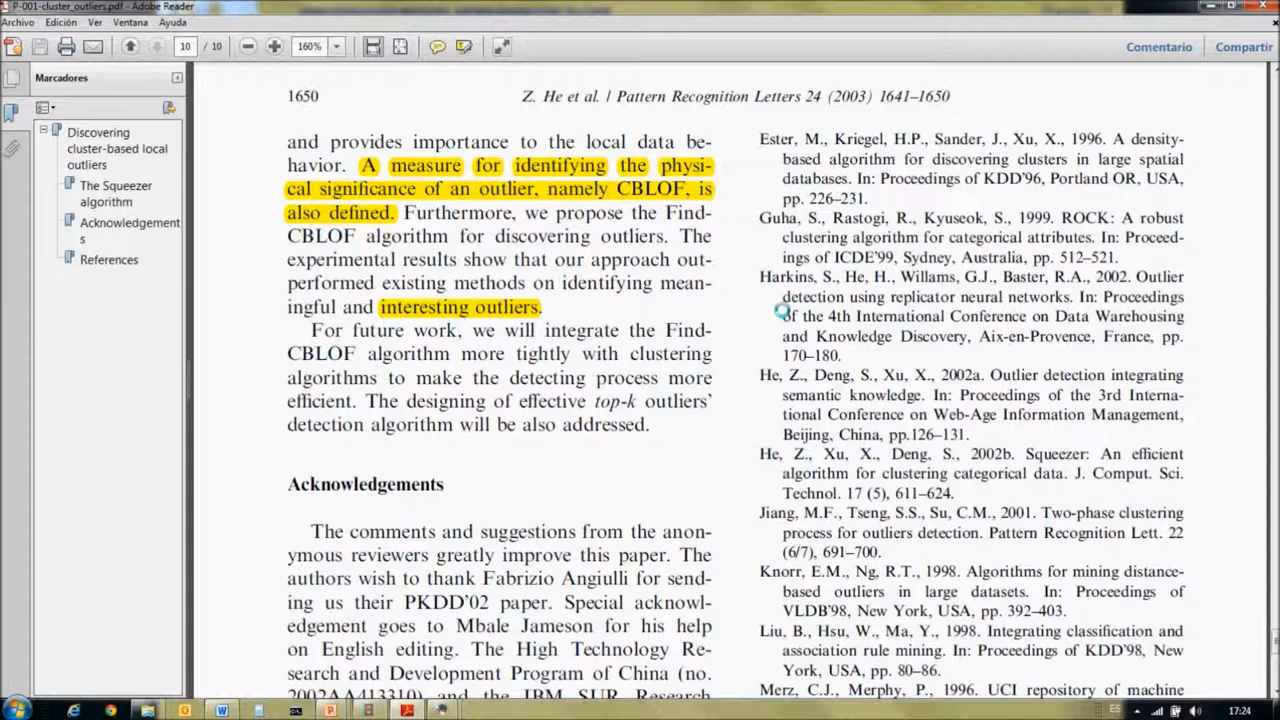 P-001-cluster_outliers.pdf - Adobe Reader
Archivo Edición Ver Ventana Ayuda
10 / 10 160% Comentario Compartir
Marcadores
Discovering
cluster-based local
outliers
The Squeezer
algorithm
Acknowledgement
s
References
1650 Z. He et al. / Pattern Recognition Letters 24 (2003) 1641–1650
and provides importance to the local data be-
havior. A measure for identifying the physi-
cal significance of an outlier, namely CBLOF, is
also defined. Furthermore, we propose the Find-
CBLOF algorithm for discovering outliers. The
experimental results show that our approach out-
performed existing methods on identifying mean-
ingful and interesting outliers.
For future work, we will integrate the Find-
CBLOF algorithm more tightly with clustering
algorithms to make the detecting process more
efficient. The designing of effective top-k outliers'
detection algorithm will be also addressed.
Acknowledgements
The comments and suggestions from the anon-
ymous reviewers greatly improve this paper. The
authors wish to thank Fabrizio Angiulli for send-
ing us their PKDD'02 paper. Special acknowl-
edgement goes to Mbale Jameson for his help
on English editing. The High Technology Re-
search and Development Program of China (no.
2002AA413310) and the IBM SUR Research
Ester, M., Kriegel, H.P., Sander, J., Xu, X., 1996. A density-
based algorithm for discovering clusters in large spatial
databases. In: Proceedings of KDD'96, Portland OR, USA,
pp. 226–231.
Guha, S., Rastogi, R., Kyuseok, S., 1999. ROCK: A robust
clustering algorithm for categorical attributes. In: Proceed-
ings of ICDE'99, Sydney, Australia, pp. 512–521.
Harkins, S., He, H., Willams, G.J., Baster, R.A., 2002. Outlier
detection using replicator neural networks. In: Proceedings
of the 4th International Conference on Data Warehousing
and Knowledge Discovery, Aix-en-Provence, France, pp.
170–180.
He, Z., Deng, S., Xu, X., 2002a. Outlier detection integrating
semantic knowledge. In: Proceedings of the 3rd Interna-
tional Conference on Web-Age Information Management,
Beijing, China, pp.126–131.
He, Z., Xu, X., Deng, S., 2002b. Squeezer: An efficient
algorithm for clustering categorical data. J. Comput. Sci.
Technol. 17 (5), 611–624.
Jiang, M.F., Tseng, S.S., Su, C.M., 2001. Two-phase clustering
process for outliers detection. Pattern Recognition Lett. 22
(6/7), 691–700.
Knorr, E.M., Ng, R.T., 1998. Algorithms for mining distance-
based outliers in large datasets. In: Proceedings of
VLDB'98, New York, USA, pp. 392–403.
Liu, B., Hsu, W., Ma, Y., 1998. Integrating classification and
association rule mining. In: Proceedings of KDD'98, New
York, USA, pp. 80–86.
Merz, C.J., Merphy, P., 1996. UCI repository of machine
ES 17:24